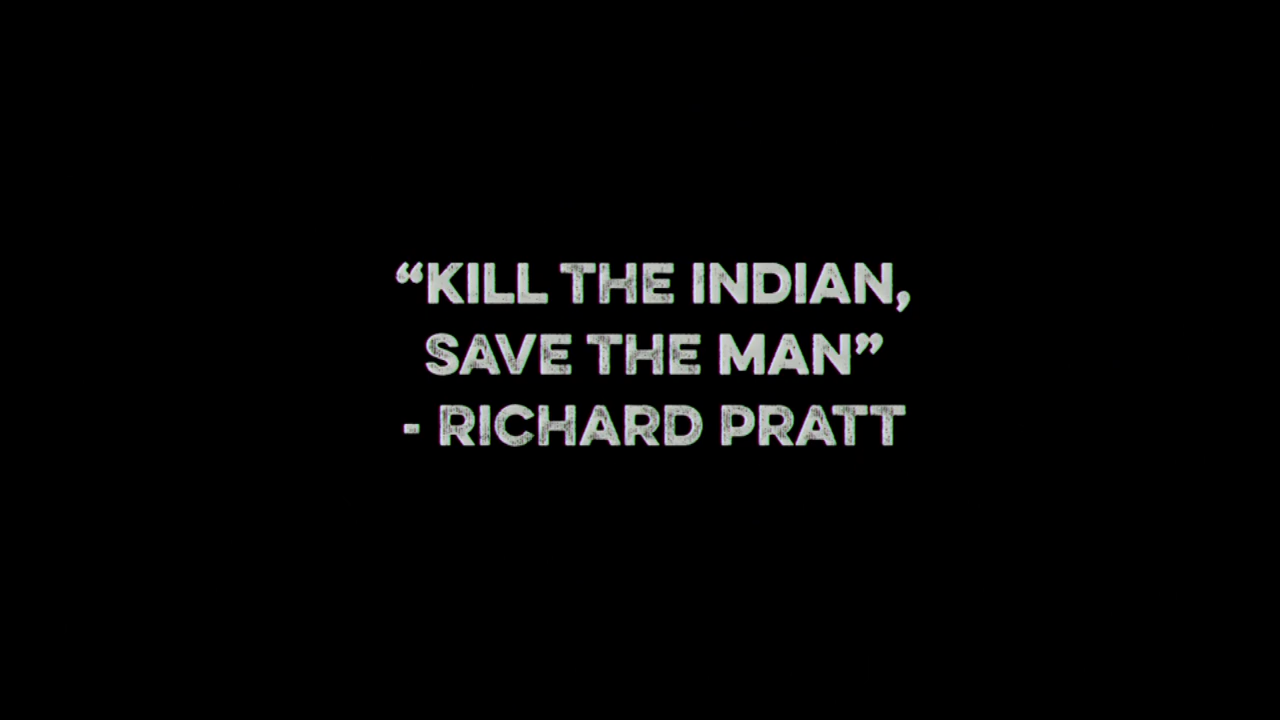 “KILL THE INDIAN,
SAVE THE MAN”
- RICHARD PRATT